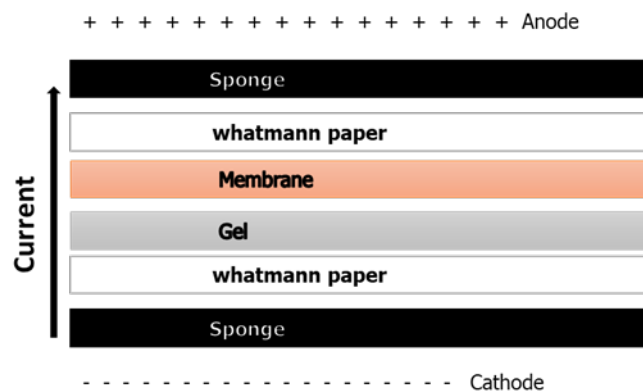 + + + + + + + + + + + + + + + + Anode
Sponge
whatmann paper
Membrane
Gel
whatmann paper
Sponge
- - - - - - - - - - - - - - - - - - Cathode
Current